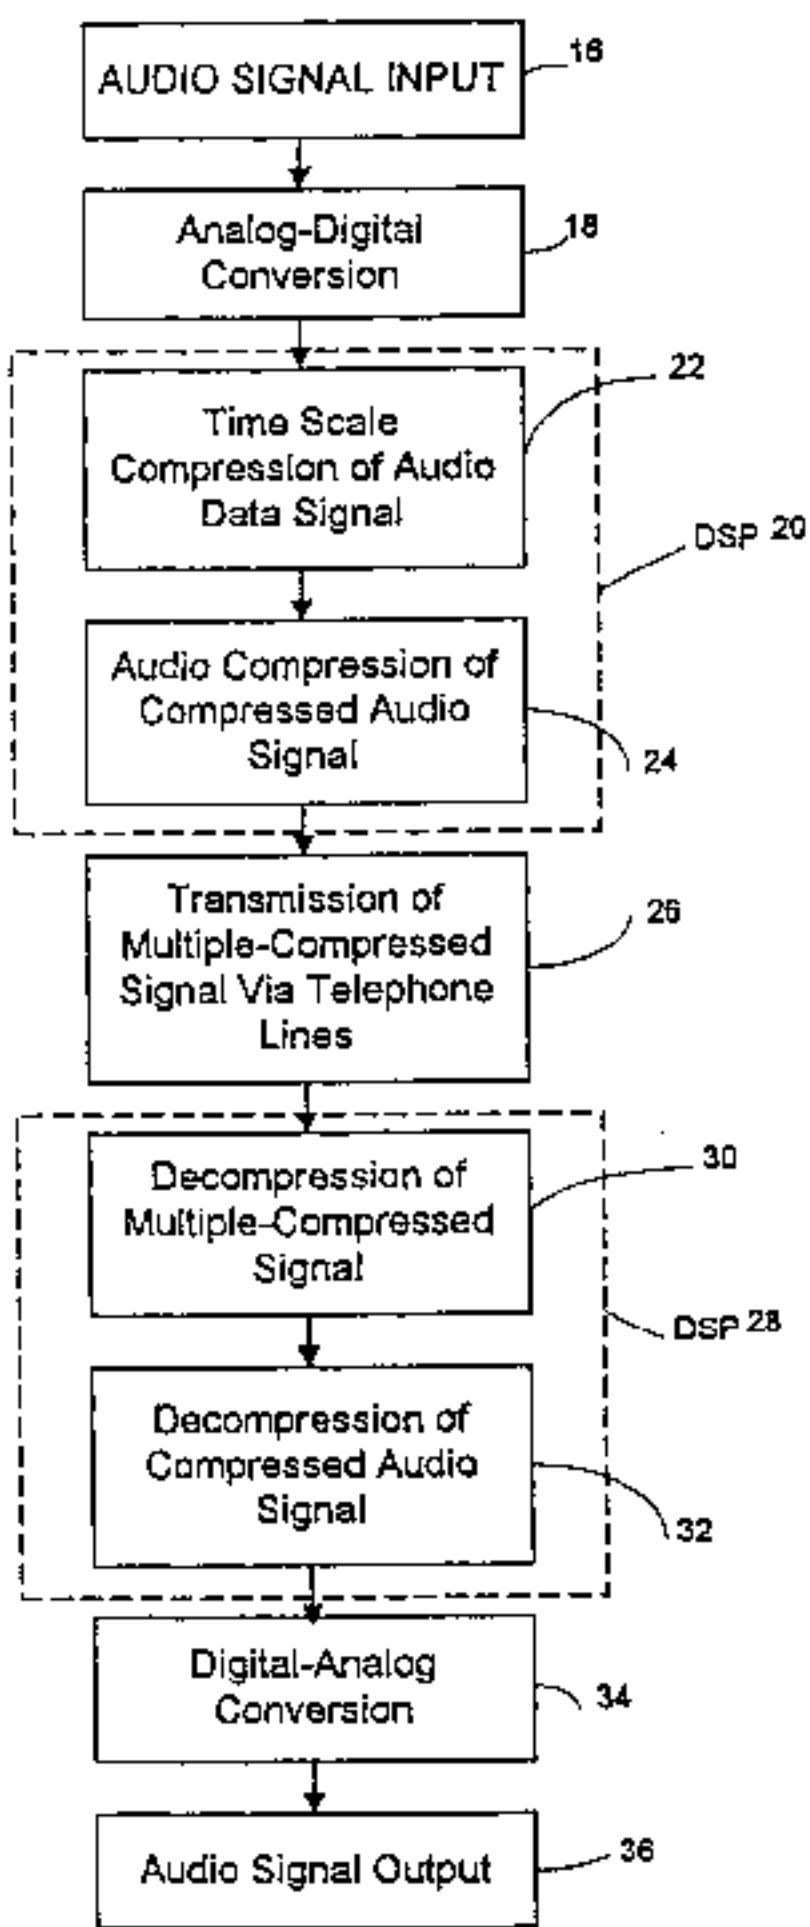 AUDIO SIGNAL INPUT
16
Analog-Digital
Conversion
18
Time Scale
Compression of Audio
Data Signal
22
DSP 20
Audio Compression of
Compressed Audio
Signal
24
Transmission of
Multiple-Compressed
Signal Via Telephone
Lines
26
Decompression of
Multiple-Compressed
Signal
30
DSP 28
Decompression of
Compressed Audio
Signal
32
Digital-Analog
Conversion
34
Audio Signal Output
36